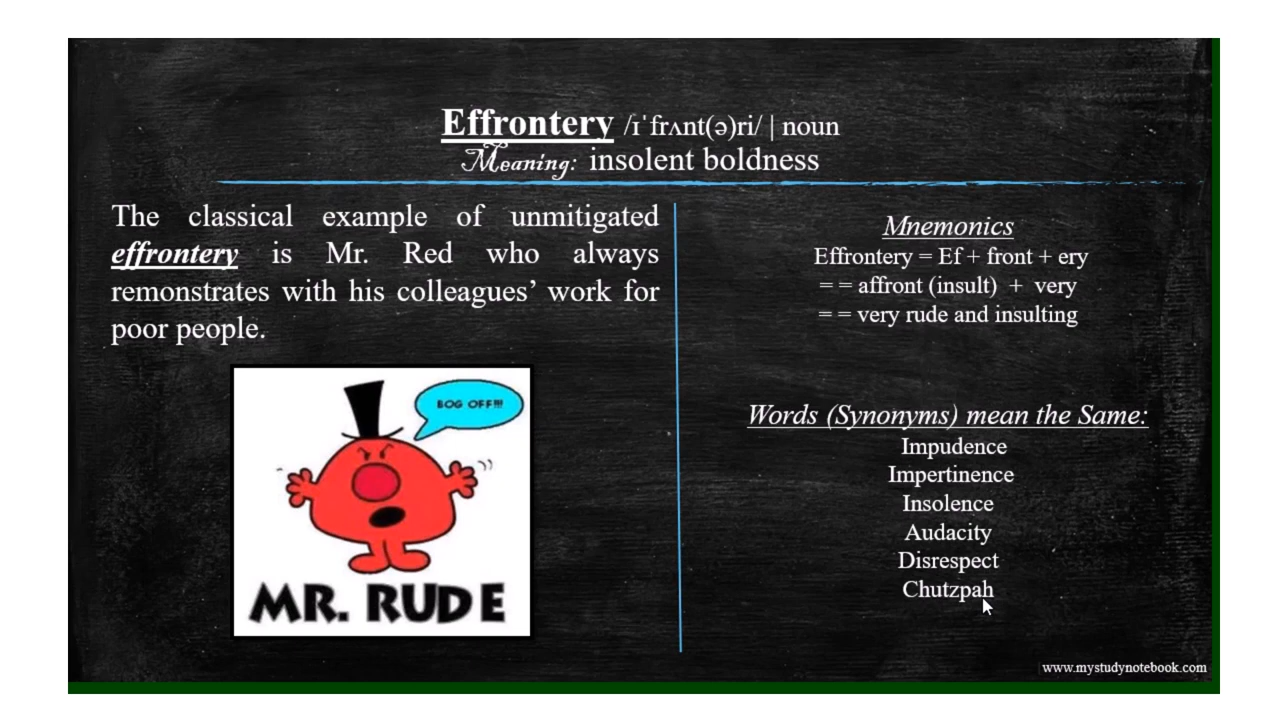 Effrontery /ɪˈfrʌnt(ə)ri/ | noun
Meaning: insolent boldness
The classical example of unmitigated
effrontery is Mr. Red who always
remonstrates with his colleagues’ work for
poor people.
BOG OFF!!!
MR. RUDE
Mnemonics
Effrontery = Ef + front + ery
= = affront (insult) + very
= = very rude and insulting
Words (Synonyms) mean the Same:
Impudence
Impertinence
Insolence
Audacity
Disrespect
Chutzpah
www.mystudynotebook.com